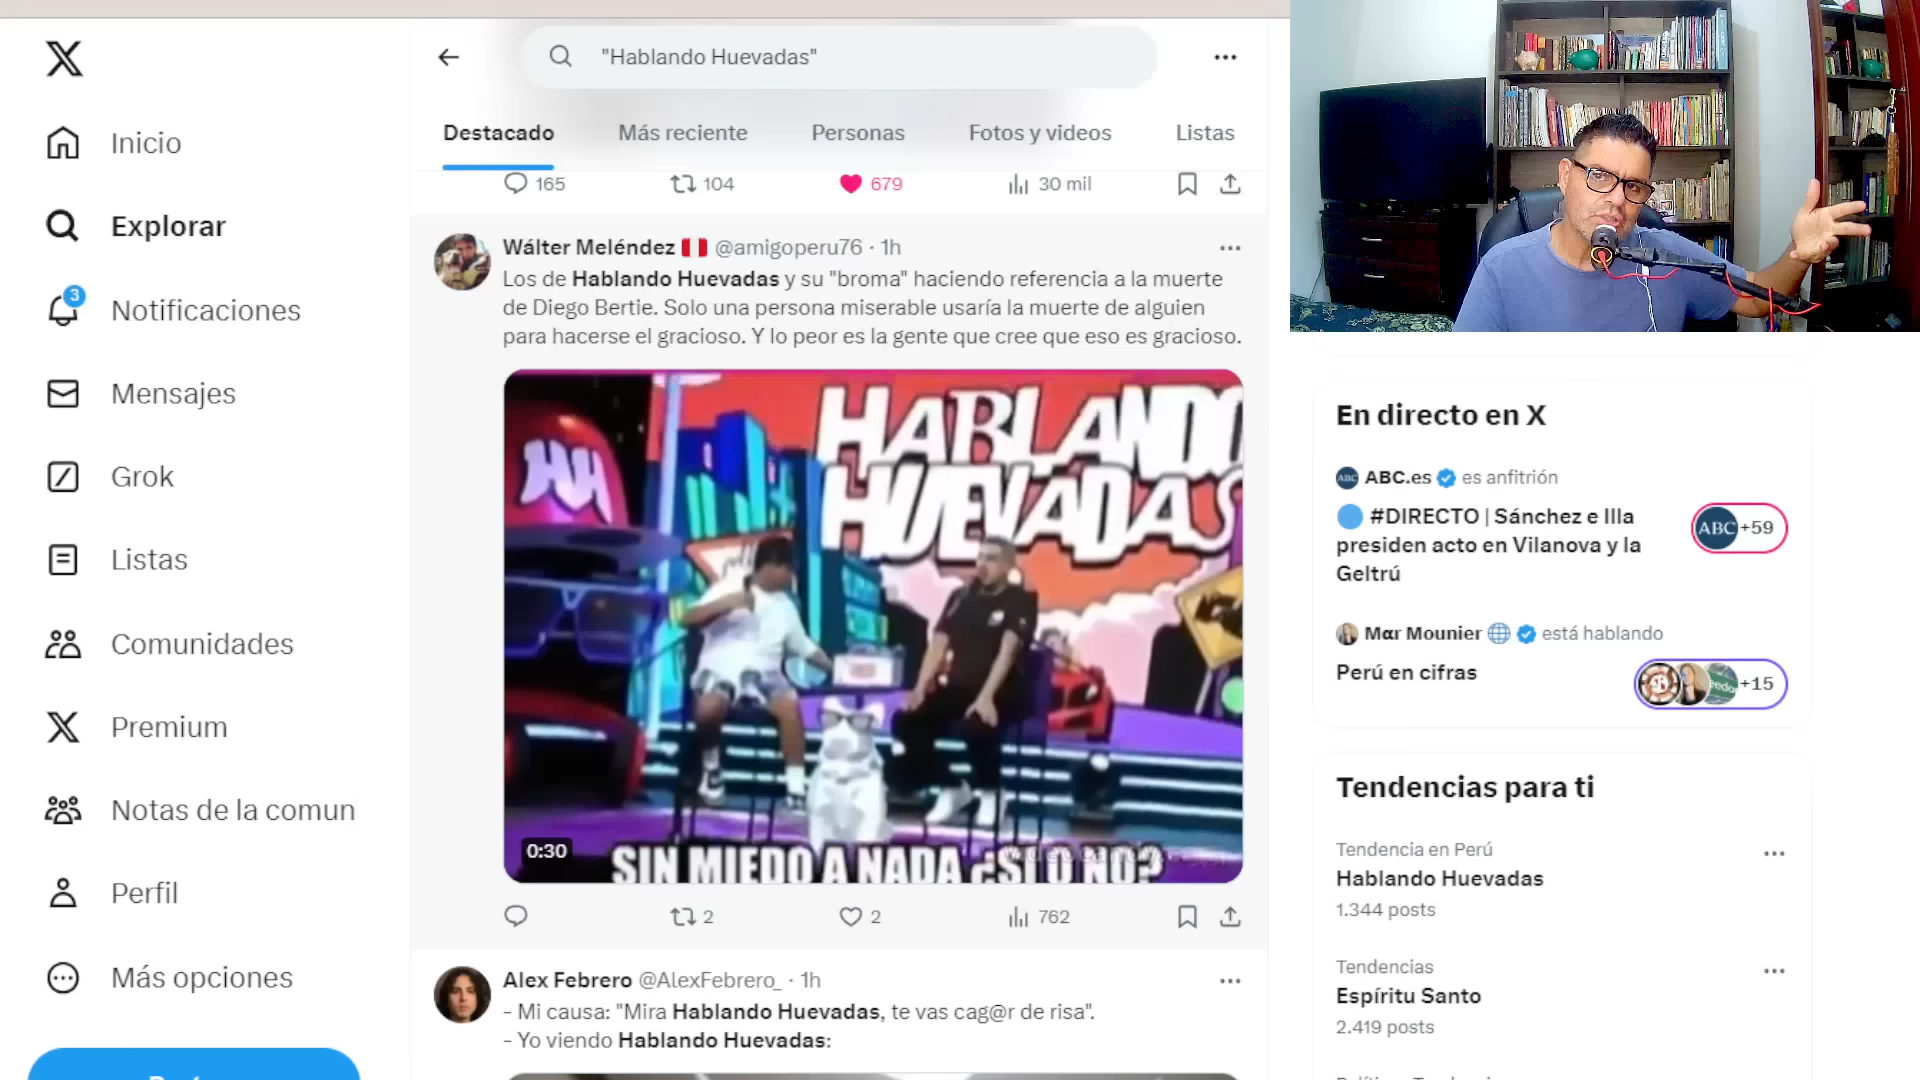 "Hablando Huevadas"
Destacado
Más reciente
Personas
Fotos y videos
Listas
Inicio
Explorar
3
Notificaciones
Mensajes
Grok
Listas
Comunidades
Premium
Notas de la comun
Perfil
Más opciones
165
104
679
30 mil
Wálter Meléndez @amigoperu76 · 1h
Los de Hablando Huevadas y su "broma" haciendo referencia a la muerte
de Diego Bertie. Solo una persona miserable usaría la muerte de alguien
para hacerse el gracioso. Y lo peor es la gente que cree que eso es gracioso.
HH
HABLANDO
HUEVADAS
0:30
SIN MIEDO A NADA ¿SI O NO?
2
2
762
Alex Febrero @AlexFebrero_ · 1h
- Mi causa: "Mira Hablando Huevadas, te vas cag@r de risa".
- Yo viendo Hablando Huevadas:
En directo en X
ABC ABC.es es anfitrión
#DIRECTO | Sánchez e Illa
presiden acto en Vilanova y la
Geltrú
ABC +59
Mαr Mounier está hablando
Perú en cifras
+15
Tendencias para ti
Tendencia en Perú
Hablando Huevadas
1.344 posts
Tendencias
Espíritu Santo
2.419 posts